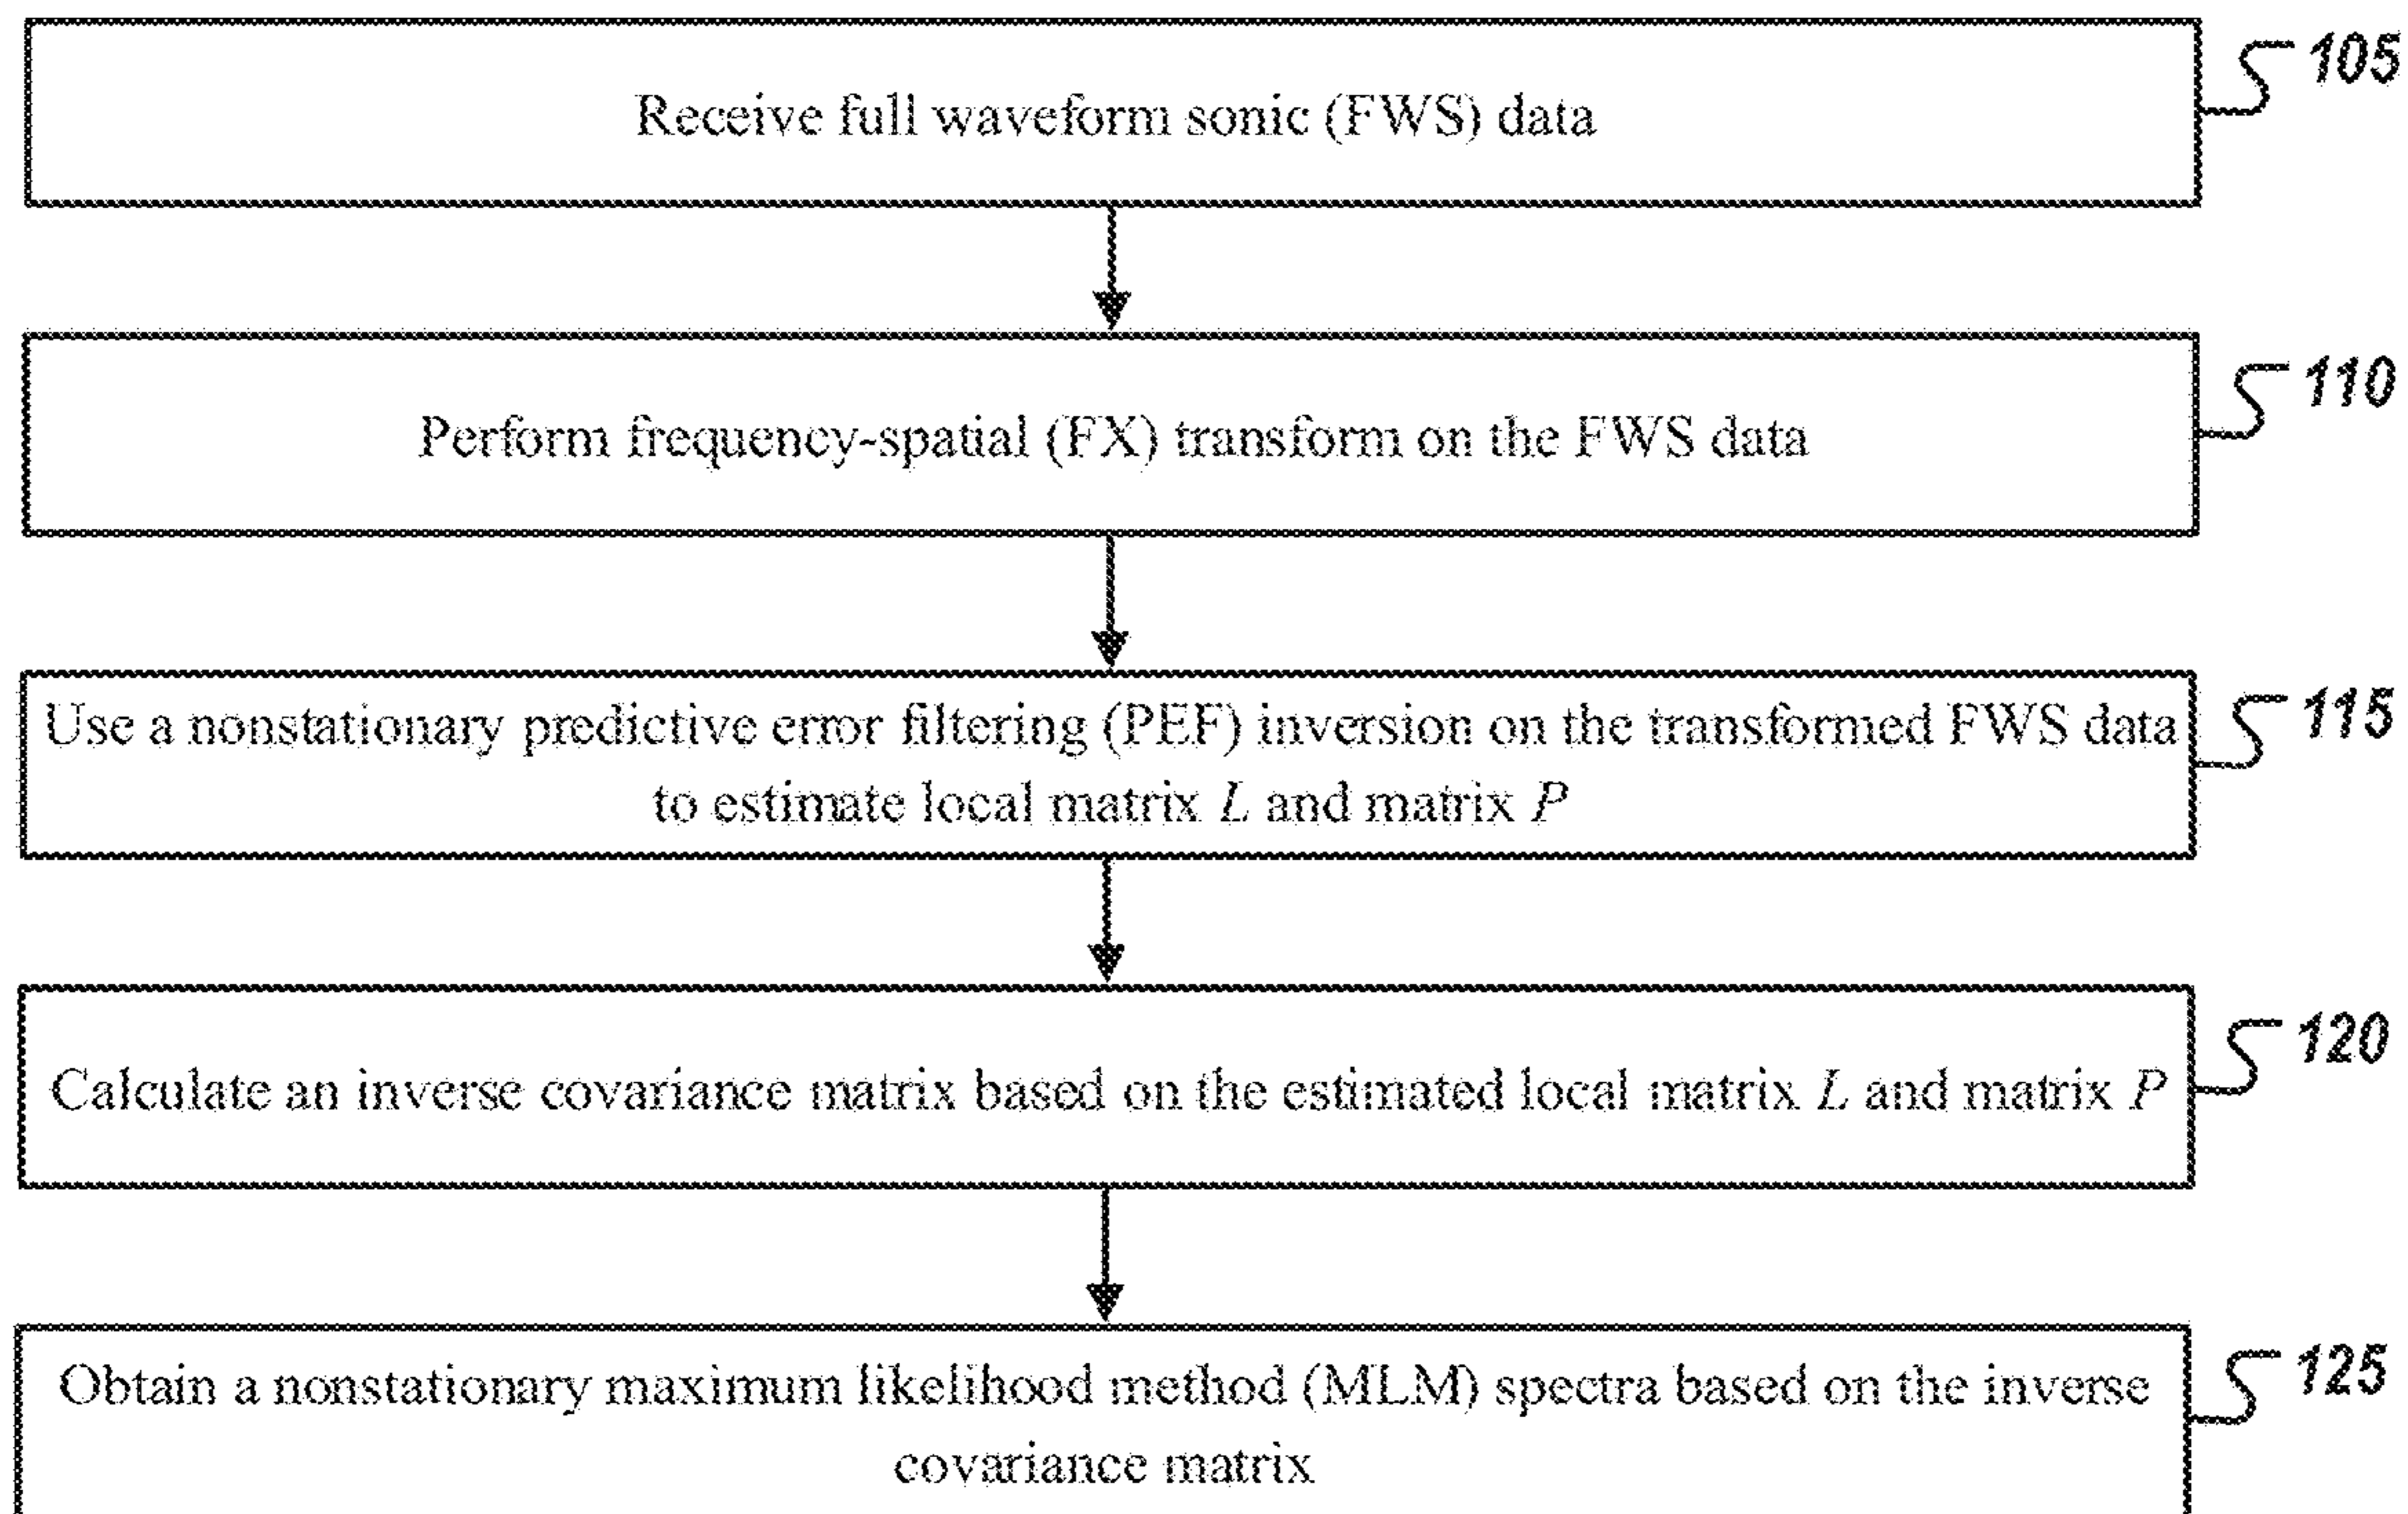 Receive full waveform sonic (FWS) data
105
Perform frequency-spatial (FX) transform on the FWS data
110
Use a nonstationary predictive error filtering (PEF) inversion on the transformed FWS data
to estimate local matrix L and matrix P
115
Calculate an inverse covariance matrix based on the estimated local matrix L and matrix P
120
Obtain a nonstationary maximum likelihood method (MLM) spectra based on the inverse
covariance matrix
125